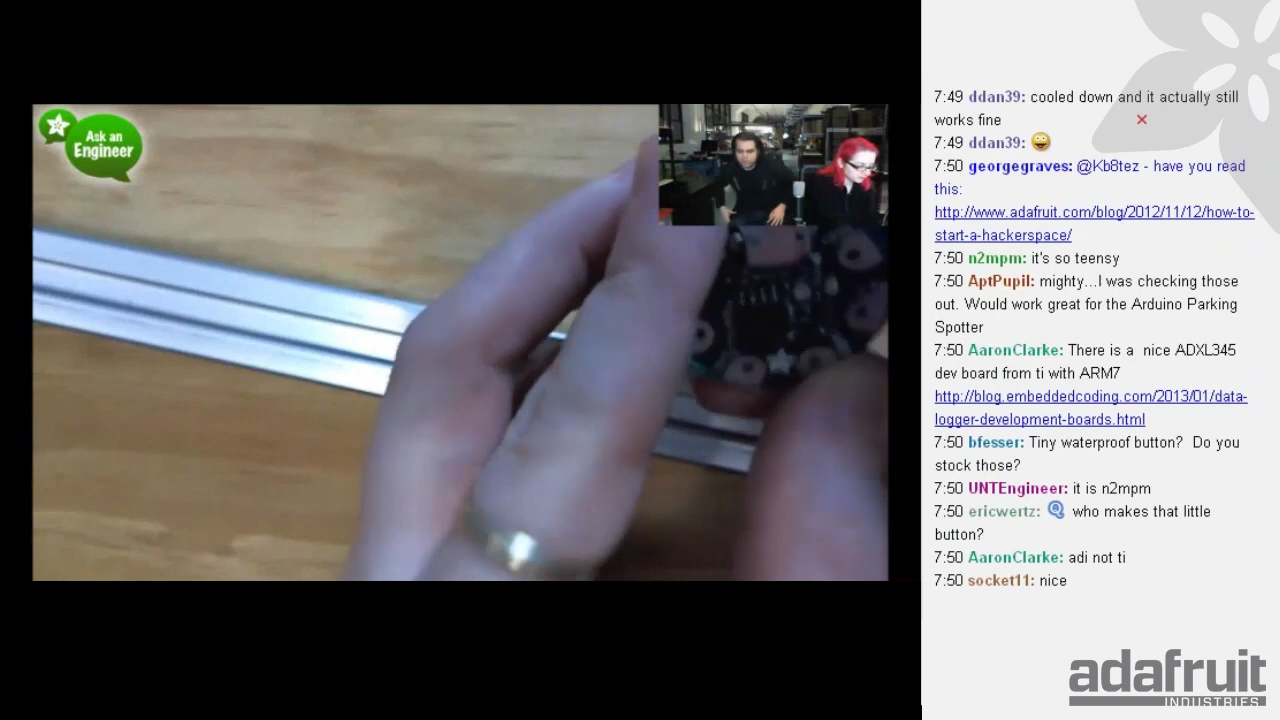 Ask an
Engineer
7:49 ddan39: cooled down and it actually still
works fine
7:49 ddan39:
7:50 georgegraves: @Kb8tez - have you read
this:
http://www.adafruit.com/blog/2012/11/12/how-to-
start-a-hackerspace/
7:50 n2mpm: it's so teensy
7:50 AptPupil: mighty...I was checking those
out. Would work great for the Arduino Parking
Spotter
7:50 AaronClarke: There is a  nice ADXL345
dev board from ti with ARM7
http://blog.embeddedcoding.com/2013/01/data-
logger-development-boards.html
7:50 bfesser: Tiny waterproof button?  Do you
stock those?
7:50 UNTEngineer: it is n2mpm
7:50 ericwertz: who makes that little
button?
7:50 AaronClarke: adi not ti
7:50 socket11: nice
adafruit
INDUSTRIES